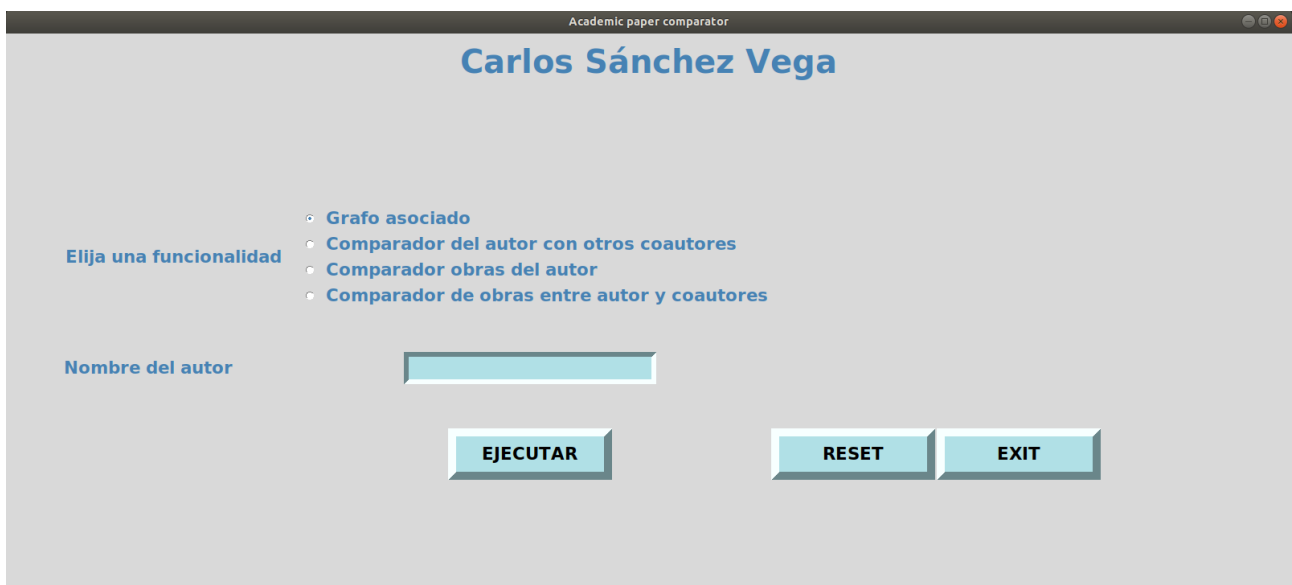 Academic paper comparator
Carlos Sánchez Vega
Grafo asociado
Comparador del autor con otros coautores
Elija una funcionalidad
Comparador obras del autor
Comparador de obras entre autor y coautores
Nombre del autor
EJECUTAR RESET EXIT